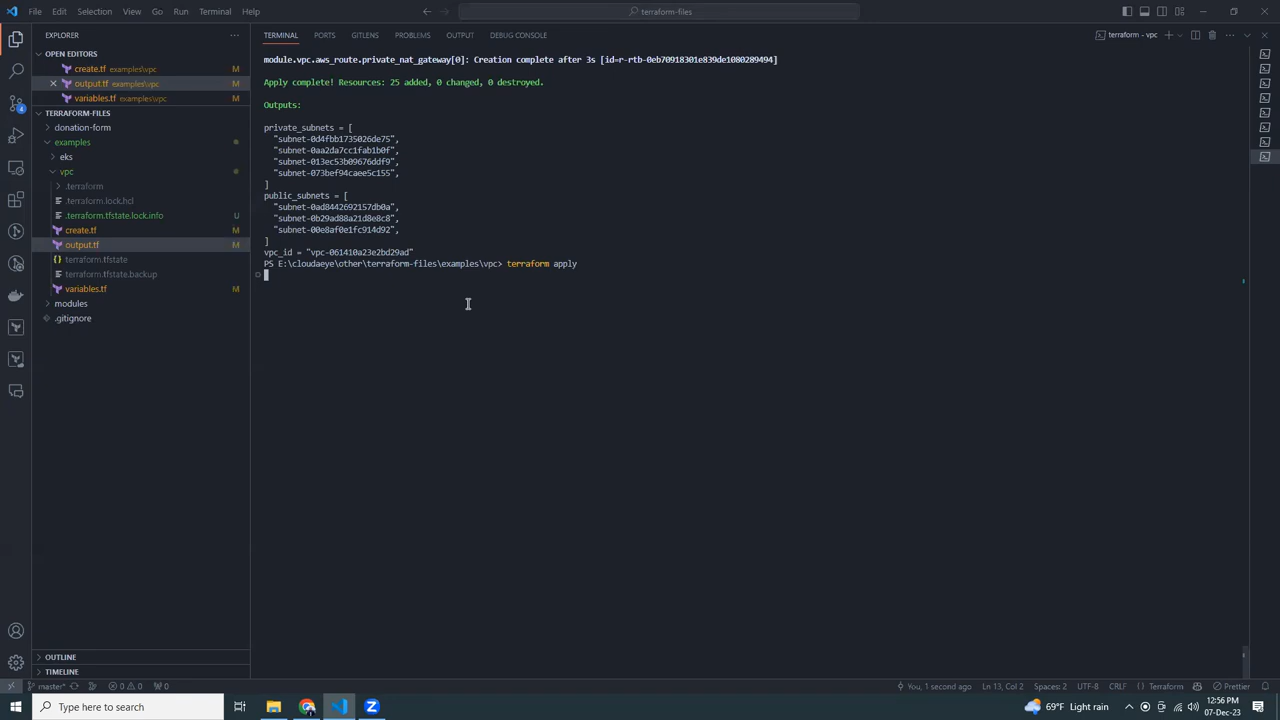 File Edit Selection View Go Run Terminal Help
terraform-files
EXPLORER
OPEN EDITORS
create.tf examples\vpc M
output.tf examples\vpc M
variables.tf examples\vpc M
TERRAFORM-FILES
donation-form
examples
eks
vpc
.terraform
.terraform.lock.hcl
.terraform.tfstate.lock.info U
create.tf M
output.tf
terraform.tfstate
terraform.tfstate.backup
variables.tf M
modules
.gitignore
OUTLINE
TIMELINE
TERMINAL PORTS GITLENS PROBLEMS OUTPUT DEBUG CONSOLE
terraform - vpc
module.vpc.aws_route.private_nat_gateway[0]: Creation complete after 3s [id=r-rtb-0eb70918301e839de1080289494]
Apply complete! Resources: 25 added, 0 changed, 0 destroyed.
Outputs:
private_subnets = [
"subnet-0d4fbb1735026de75",
"subnet-0aa2da7cc1fab1b0f",
"subnet-013ec53b09676ddf9",
"subnet-073bef94caee5c155",
]
public_subnets = [
"subnet-0ad8442692157db0a",
"subnet-0b29ad88a21d8e8c8",
"subnet-00e8af0e1fc914d92",
]
vpc_id = "vpc-061410a23e2bd29ad"
PS E:\cloudaeye\other\terraform-files\examples\vpc> terraform apply
4
master* 0 0 0
You, 1 second ago Ln 13, Col 2 Spaces: 2 UTF-8 CRLF Terraform Prettier
Type here to search
69°F Light rain
12:56 PM
07-Dec-23